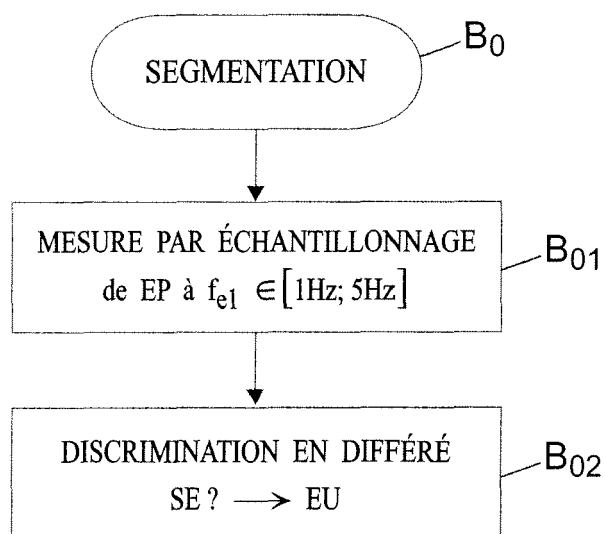 SEGMENTATION
B0
MESURE PAR ÉCHANTILLONNAGE
de EP à fe1 ∈ [1Hz; 5Hz]
B01
DISCRIMINATION EN DIFFÉRÉ
SE ? → EU
B02